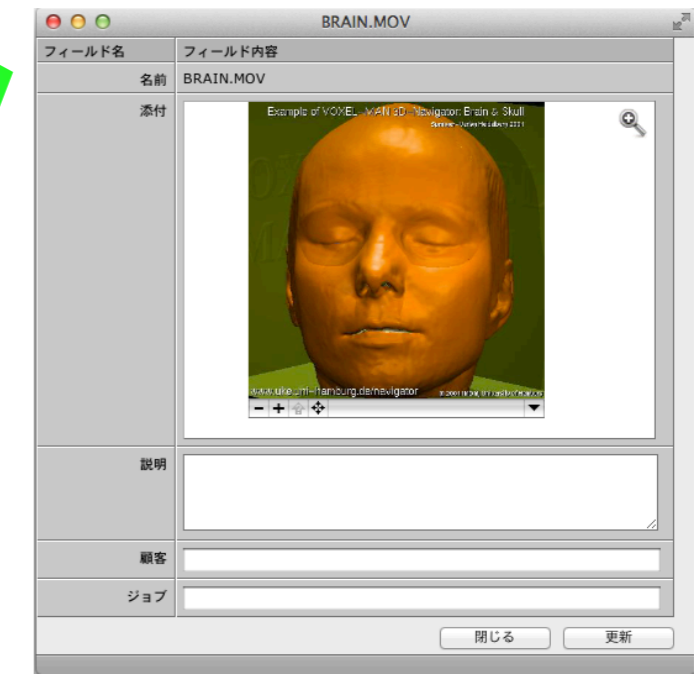 BRAIN.MOV
フィールド名 フィールド内容
名前 BRAIN.MOV
添付
Example of VOXEL-MAN 3D-Navigator: Brain & Skull
www.uke.uni-hamburg.de/navigator
説明
顧客
ジョブ
閉じる 更新